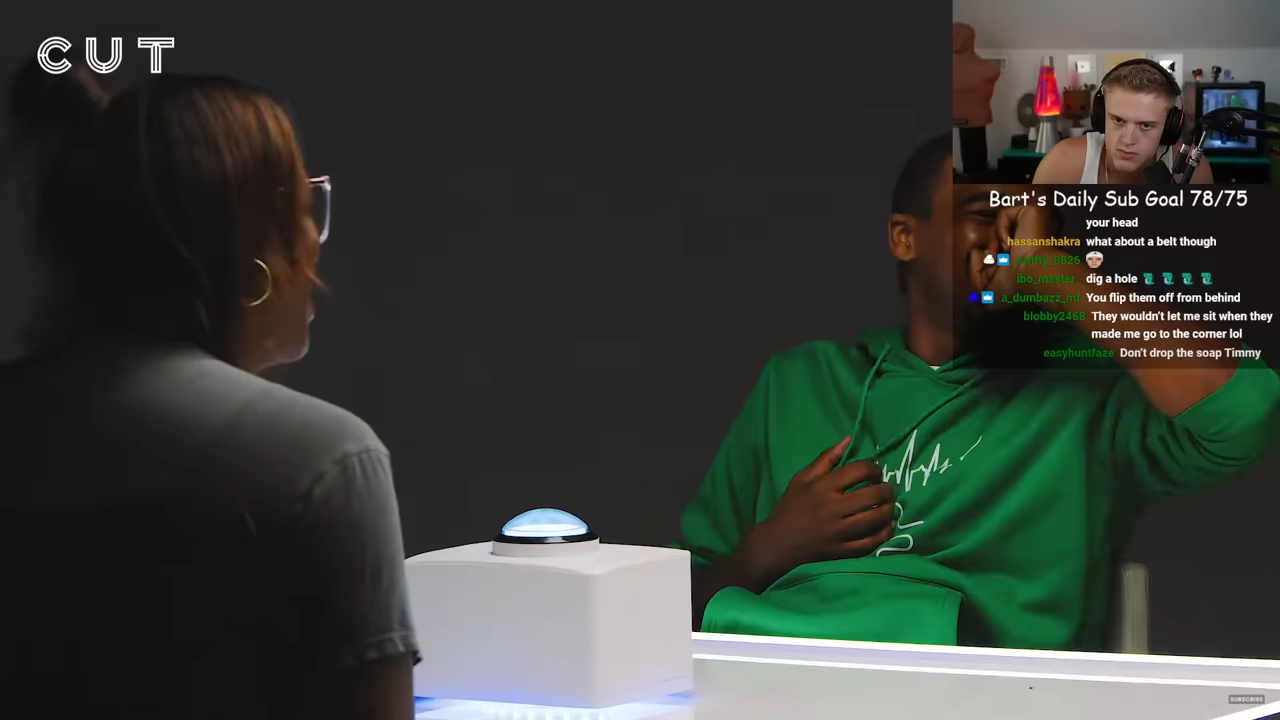 CUT
Bart's Daily Sub Goal 78/75
your head
hassanshakra what about a belt though
swifty_0826
ibo_master_ dig a hole
a_dumbazz_mf You flip them off from behind
blobby2468 They wouldn't let me sit when they
made me go to the corner lol
easyhuntfaze Don't drop the soap Timmy
SUBSCRIBE